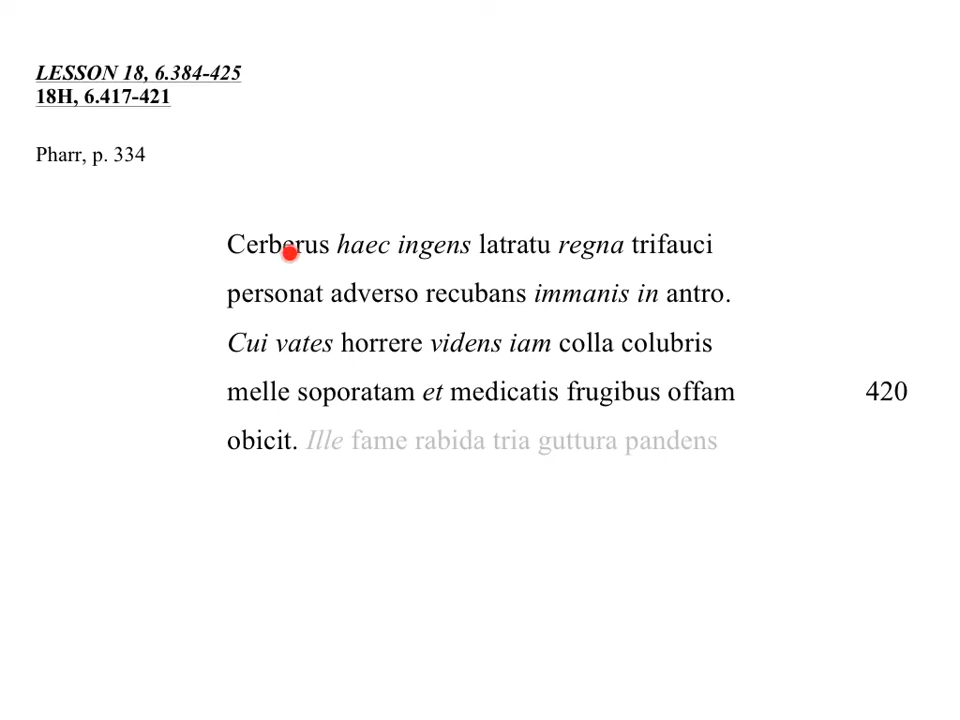 LESSON 18, 6.384-425
18H, 6.417-421
Pharr, p. 334
Cerberus haec ingens latratu regna trifauci
personat adverso recubans immanis in antro.
Cui vates horrere videns iam colla colubris
melle soporatam et medicatis frugibus offam 420
obicit. Ille fame rabida tria guttura pandens